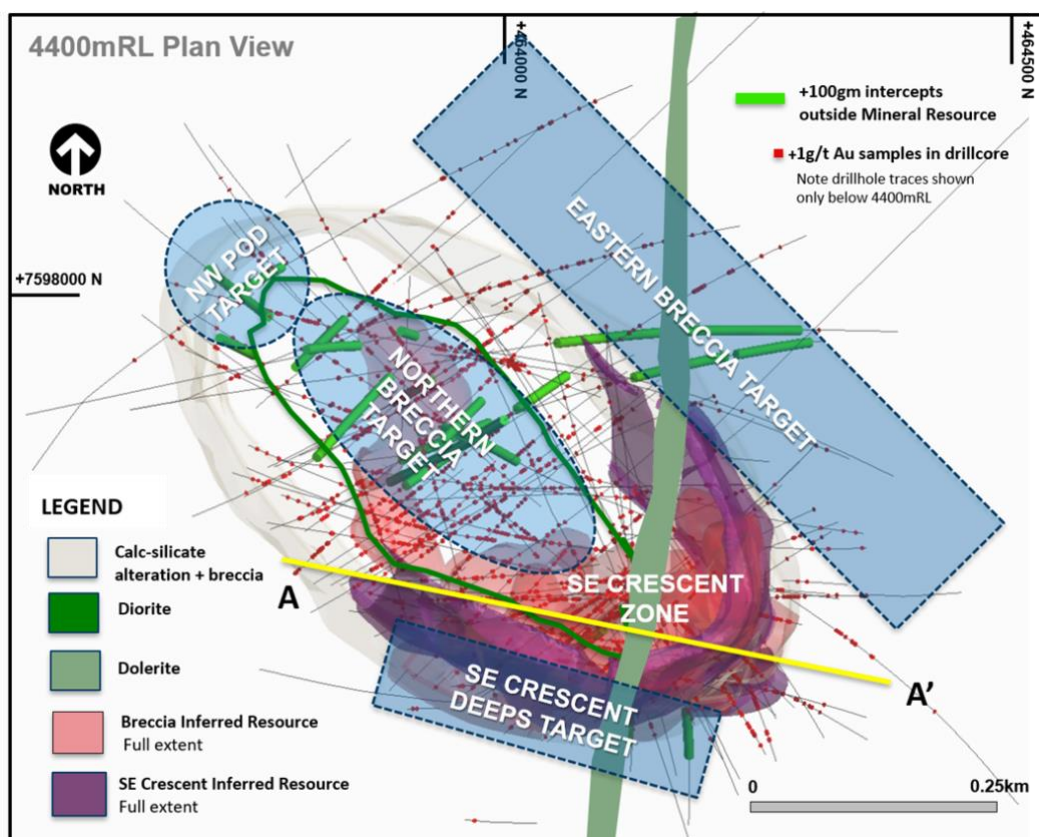 4400mRL Plan View
+464000 N
+464500 N
+100gm intercepts
outside Mineral Resource
+1g/t Au samples in drillcore
Note drillhole traces shown
only below 4400mRL
NORTH
+7598000 N
NW POD
TARGET
NORTHERN
BRECCIA
TARGET
EASTERN BRECCIA TARGET
SE CRESCENT
ZONE
A
A'
SE CRESCENT
DEEPS TARGET
LEGEND
Calc-silicate
alteration + breccia
Diorite
Dolerite
Breccia Inferred Resource
Full extent
SE Crescent Inferred Resource
Full extent
0
0.25km